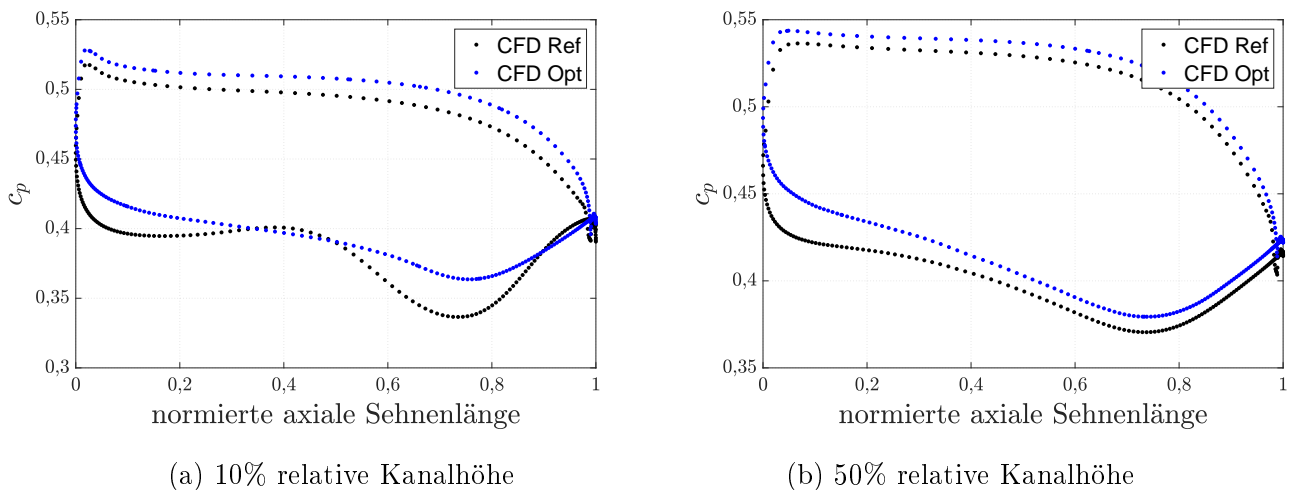 0,55
0,5
0,45
0,4
0,35
0,3
c_p
0 0,2 0,4 0,6 0,8 1
normierte axiale Sehnenlänge
CFD Ref
CFD Opt
(a) 10% relative Kanalhöhe
0,55
0,5
0,45
0,4
0,35
c_p
0 0,2 0,4 0,6 0,8 1
normierte axiale Sehnenlänge
CFD Ref
CFD Opt
(b) 50% relative Kanalhöhe